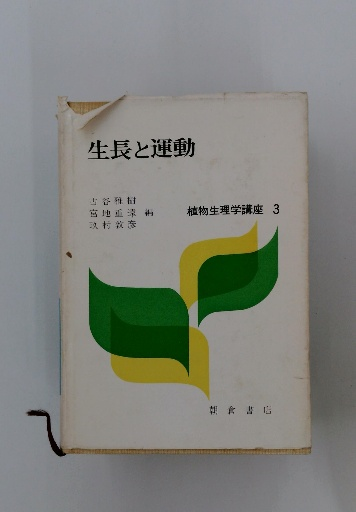 生長と運動
古谷雅樹
宮地重遠 編
玖村敦彦
植物生理学講座 3
朝倉書店